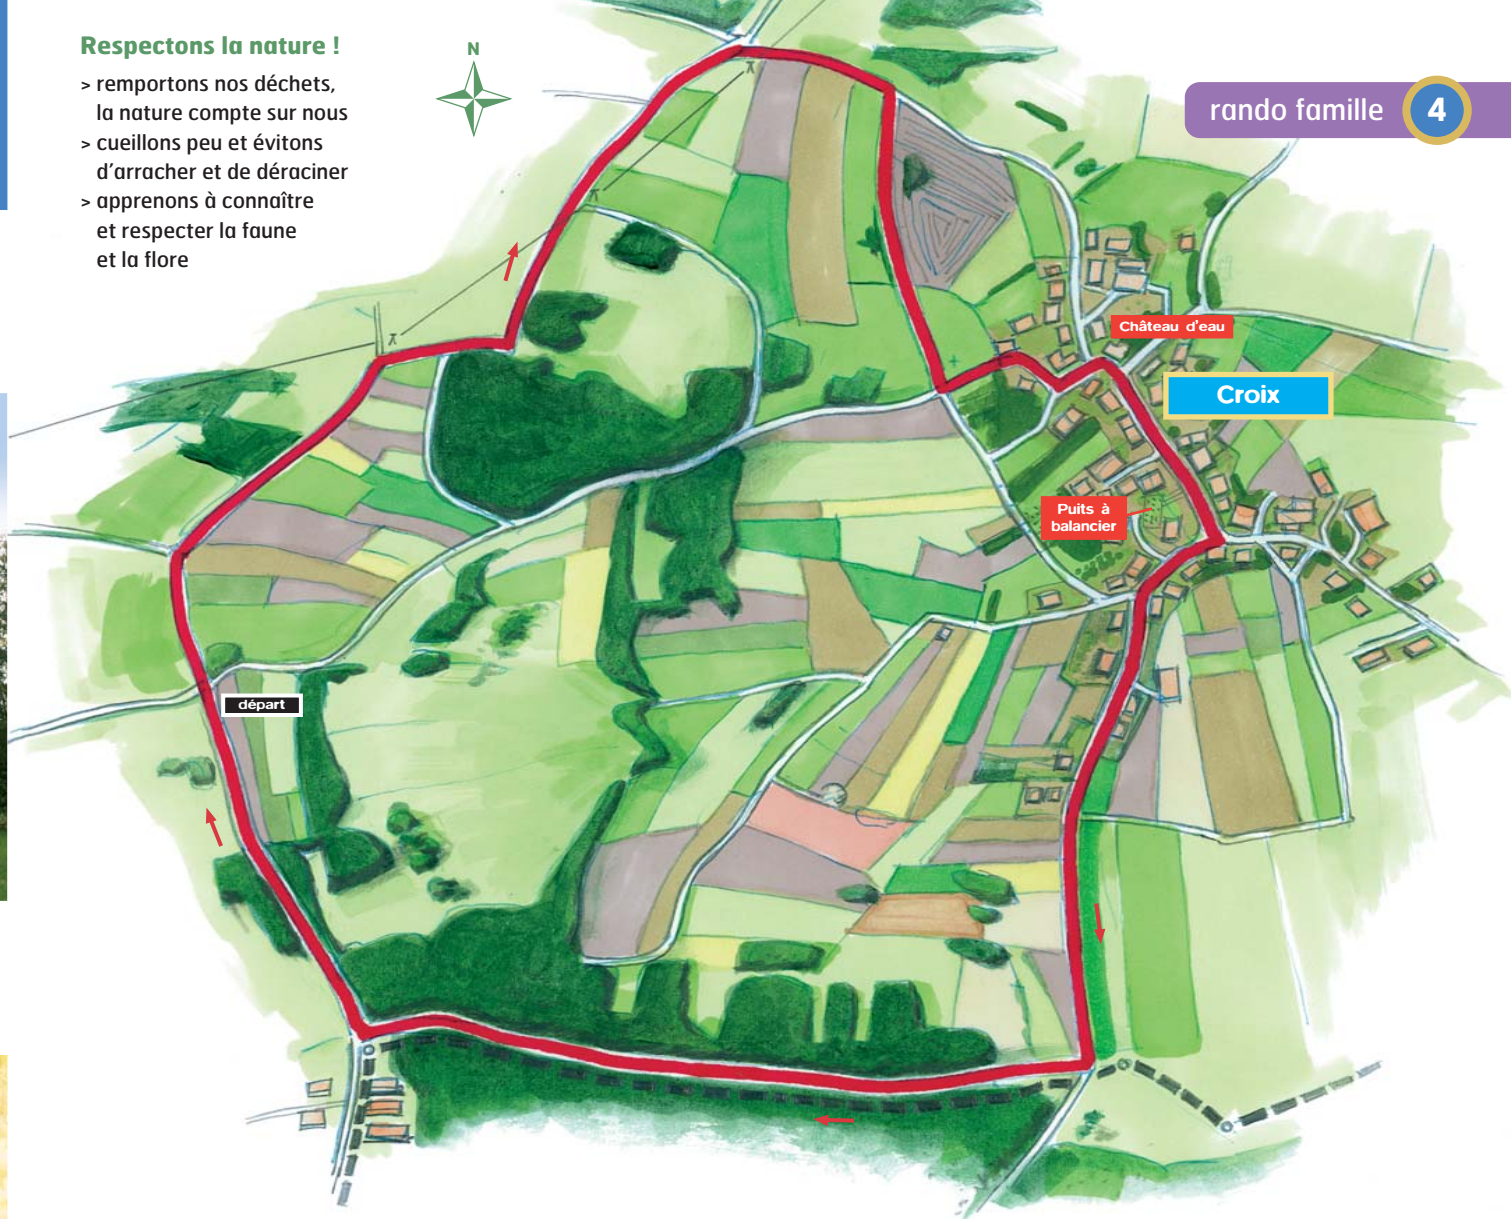 Respectons la nature !
> remportons nos déchets,
la nature compte sur nous
> cueillons peu et évitons
d'arracher et de déraciner
> apprenons à connaître
et respecter la faune
et la flore
N
rando famille 4
Château d'eau
Croix
Puits à
balancier
départ